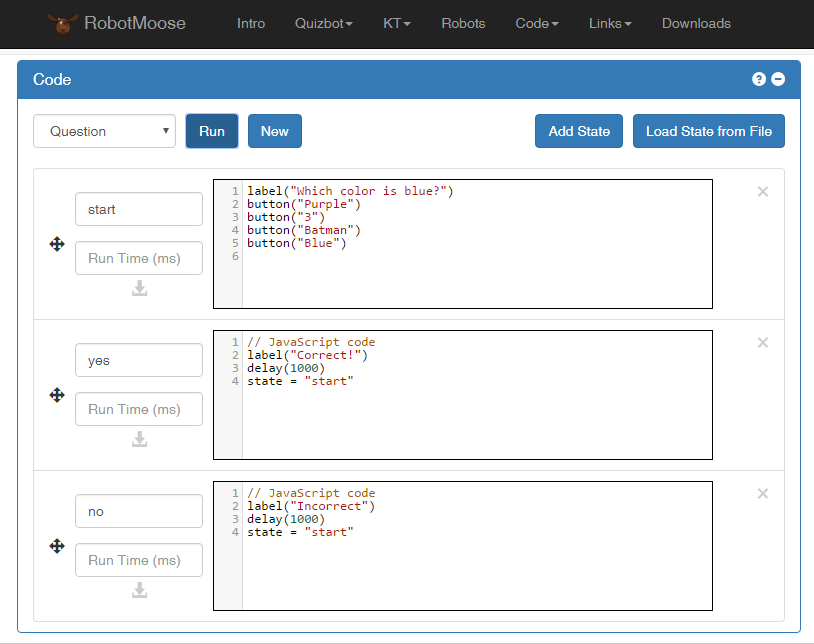 RobotMoose Intro Quizbot KT Robots Code Links Downloads
Code
Question Run New Add State Load State from File
start
Run Time (ms)
1 label("Which color is blue?")
2 button("Purple")
3 button("3")
4 button("Batman")
5 button("Blue")
6
yes
Run Time (ms)
1 // JavaScript code
2 label("Correct!")
3 delay(1000)
4 state = "start"
no
Run Time (ms)
1 // JavaScript code
2 label("Incorrect")
3 delay(1000)
4 state = "start"